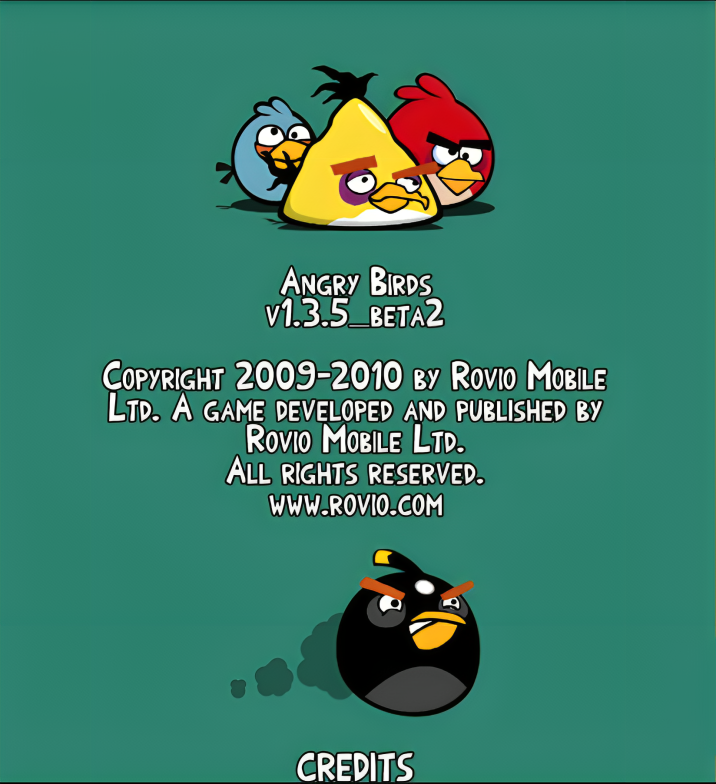 Angry Birds
v1.3.5_beta2
Copyright 2009-2010 by Rovio Mobile
Ltd. A game developed and published by
Rovio Mobile Ltd.
All rights reserved.
www.rovio.com
CREDITS